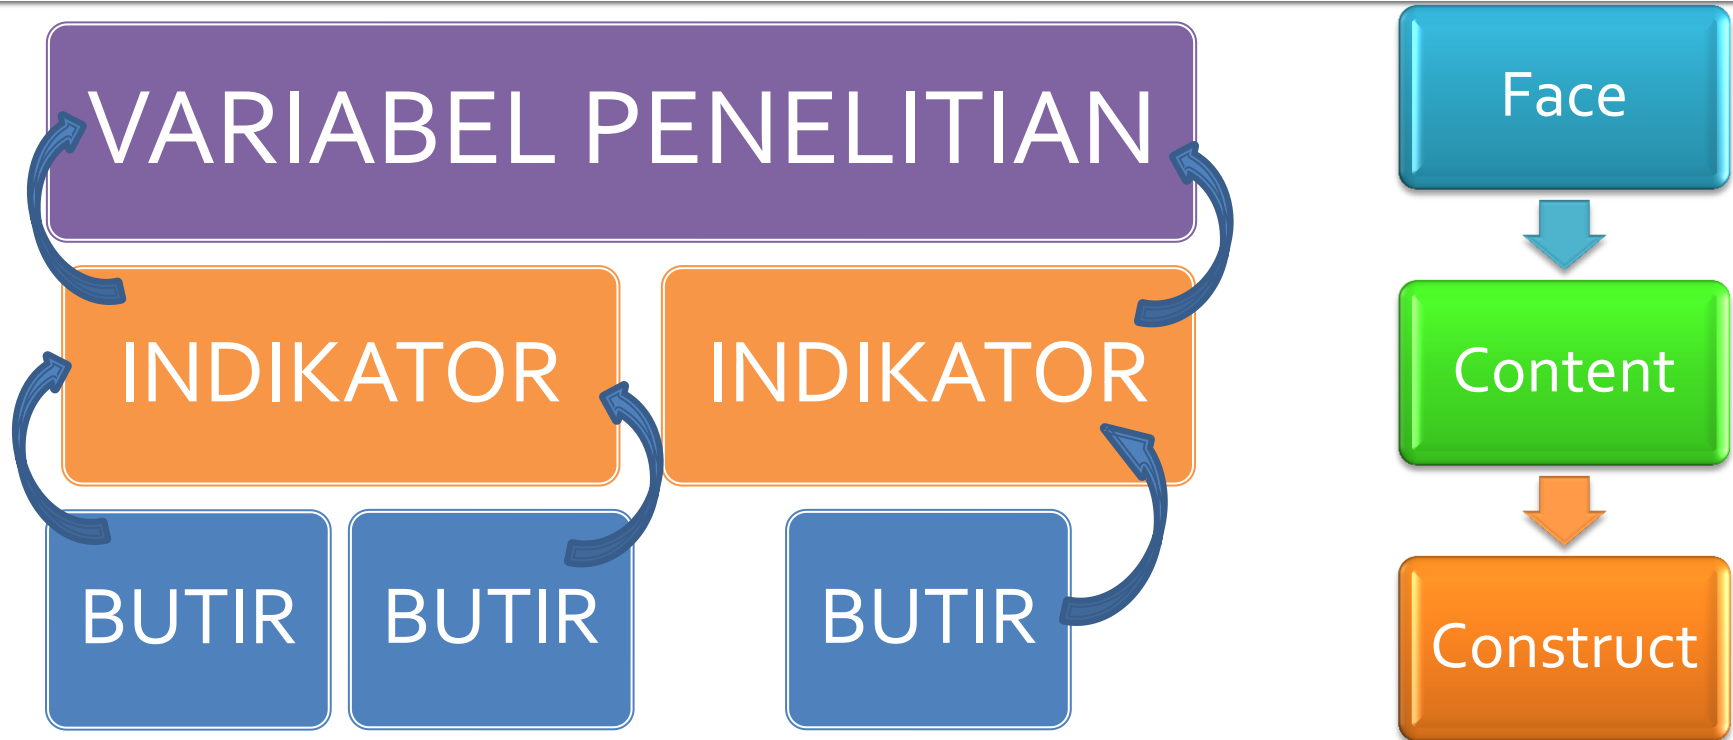 VARIABEL PENELITIAN
INDIKATOR
INDIKATOR
BUTIR
BUTIR
BUTIR
Face
Content
Construct